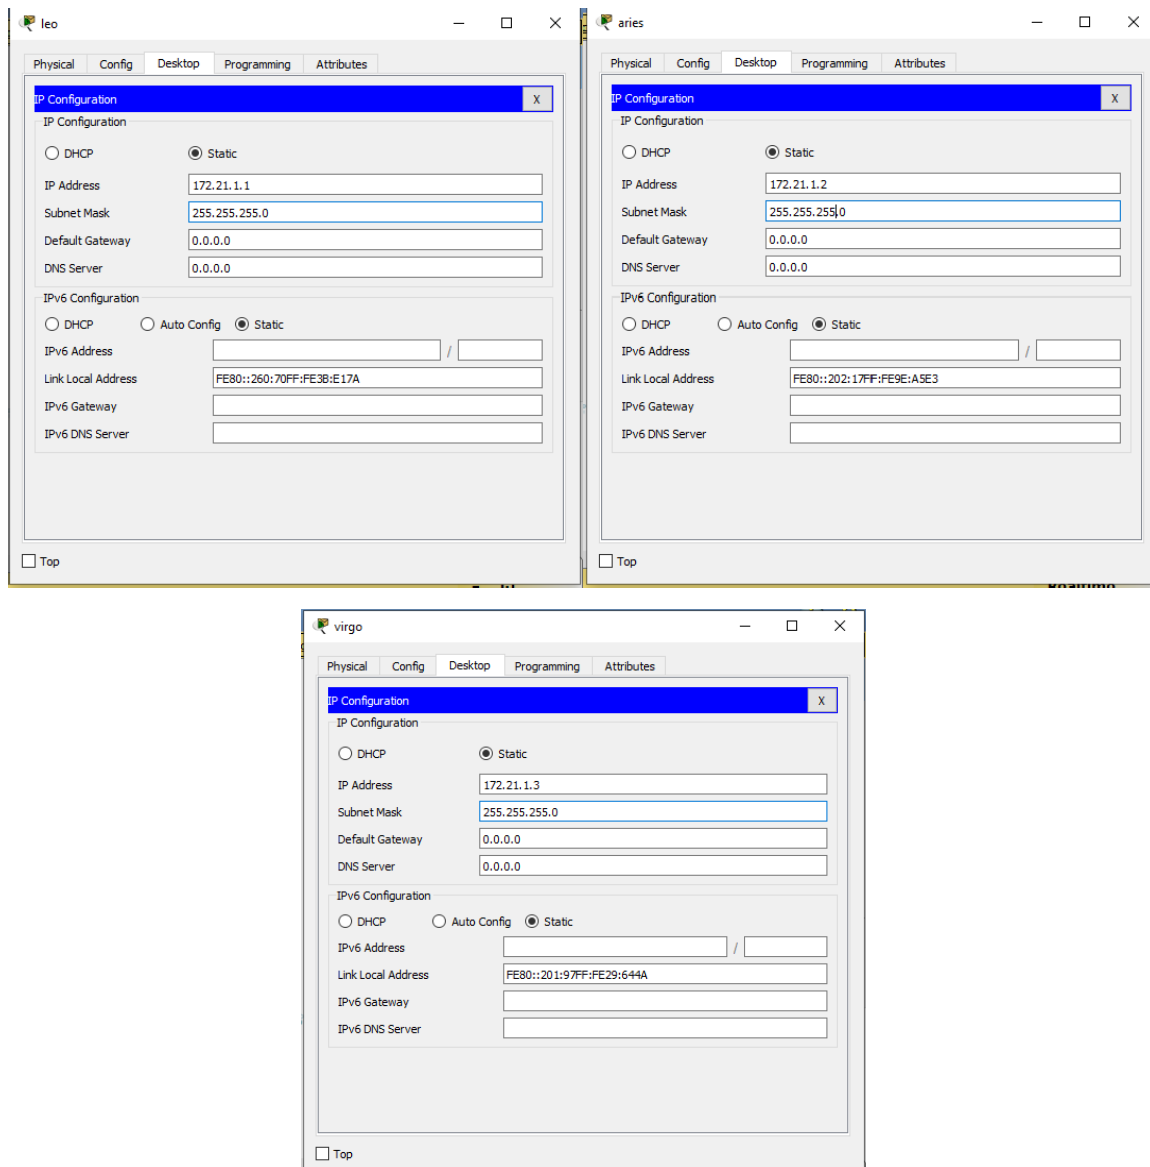 leo
Physical Config Desktop Programming Attributes
IP Configuration X
IP Configuration
DHCP Static
IP Address 172.21.1.1
Subnet Mask 255.255.255.0
Default Gateway 0.0.0.0
DNS Server 0.0.0.0
IPv6 Configuration
DHCP Auto Config Static
IPv6 Address /
Link Local Address FE80::260:70FF:FE3B:E17A
IPv6 Gateway
IPv6 DNS Server
Top
aries
Physical Config Desktop Programming Attributes
IP Configuration X
IP Configuration
DHCP Static
IP Address 172.21.1.2
Subnet Mask 255.255.255.0
Default Gateway 0.0.0.0
DNS Server 0.0.0.0
IPv6 Configuration
DHCP Auto Config Static
IPv6 Address /
Link Local Address FE80::202:17FF:FE9E:A5E3
IPv6 Gateway
IPv6 DNS Server
Top
Realtime
virgo
Physical Config Desktop Programming Attributes
IP Configuration X
IP Configuration
DHCP Static
IP Address 172.21.1.3
Subnet Mask 255.255.255.0
Default Gateway 0.0.0.0
DNS Server 0.0.0.0
IPv6 Configuration
DHCP Auto Config Static
IPv6 Address /
Link Local Address FE80::201:97FF:FE29:644A
IPv6 Gateway
IPv6 DNS Server
Top